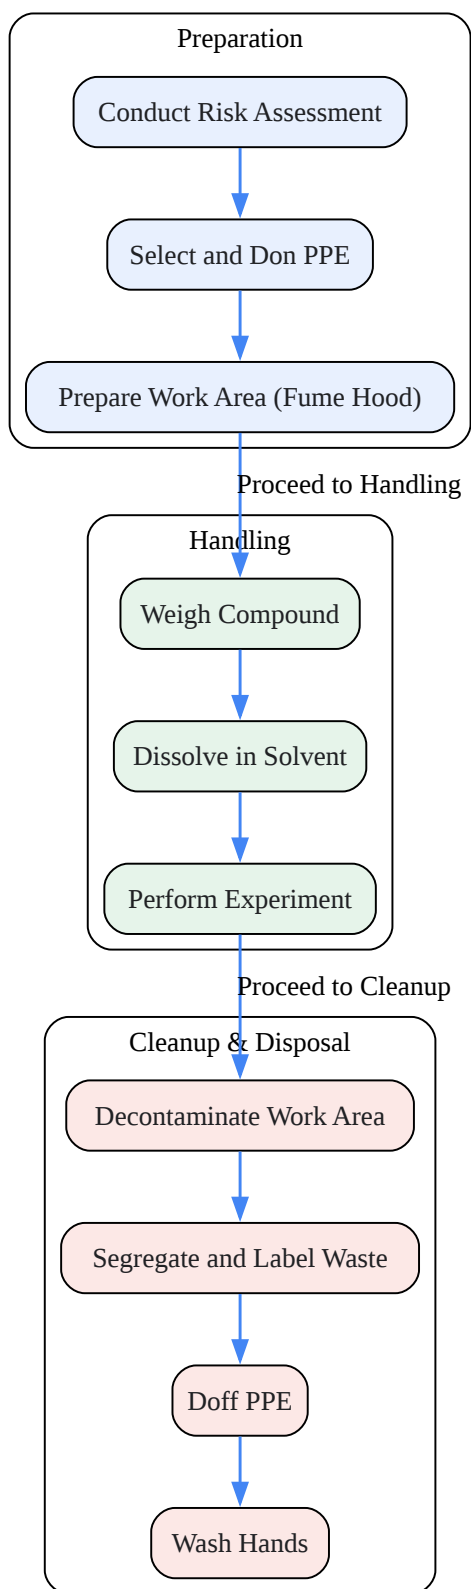 Preparation
Conduct Risk Assessment
Select and Don PPE
Prepare Work Area (Fume Hood)
Proceed to Handling
Handling
Weigh Compound
Dissolve in Solvent
Perform Experiment
Proceed to Cleanup
Cleanup & Disposal
Decontaminate Work Area
Segregate and Label Waste
Doff PPE
Wash Hands